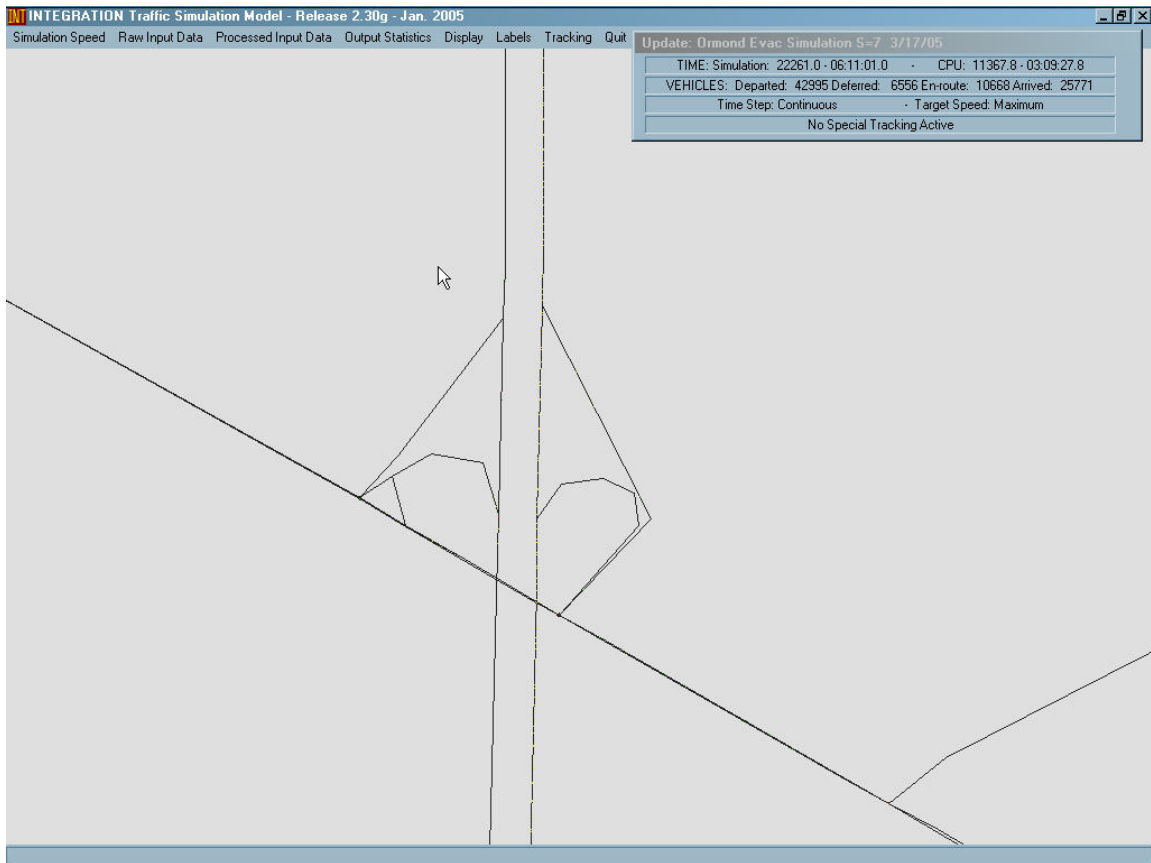 INT INTEGRATION Traffic Simulation Model - Release 2.30g - Jan. 2005
Simulation Speed Raw Input Data Processed Input Data Output Statistics Display Labels Tracking Quit
Update: Ormond Evac Simulation S=7 3/17/05
TIME: Simulation: 22261.0 - 06:11:01.0 - CPU: 11367.8 - 03:09:27.8
VEHICLES: Departed: 42995 Deferred: 6556 En-route: 10668 Arrived: 25771
Time Step: Continuous - Target Speed: Maximum
No Special Tracking Active